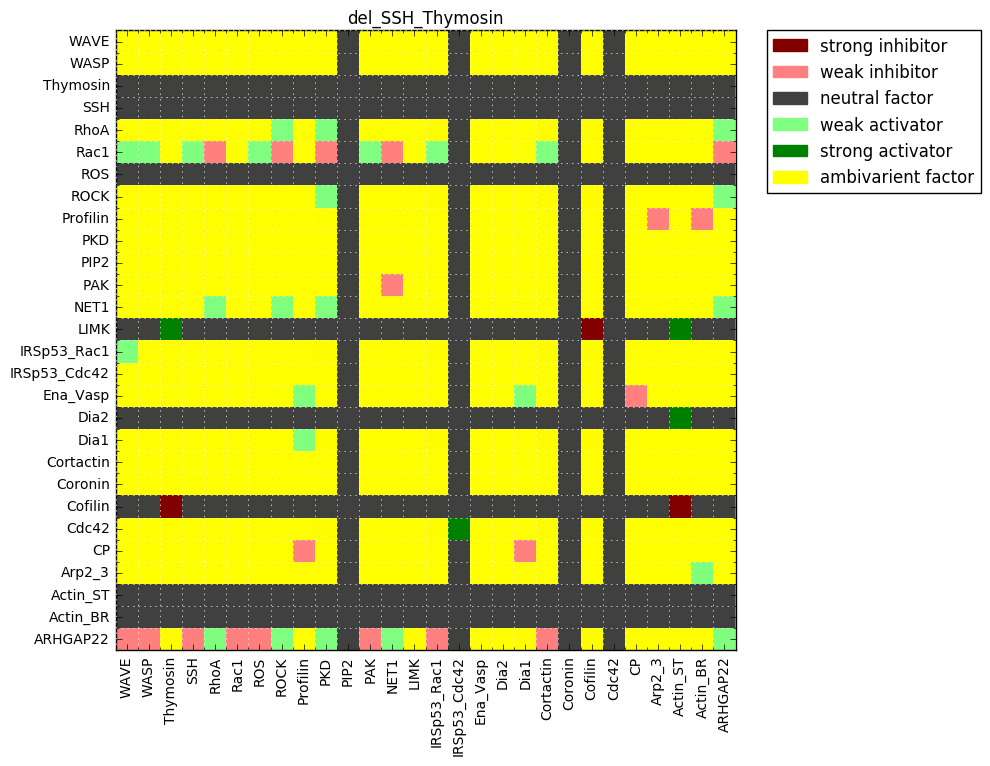 del_SSH_Thymosin
WAVE
WASP
Thymosin
SSH
RhoA
Rac1
ROS
ROCK
Profilin
PKD
PIP2
PAK
NET1
LIMK
IRSp53_Rac1
IRSp53_Cdc42
Ena_Vasp
Dia2
Dia1
Cortactin
Coronin
Cofilin
Cdc42
CP
Arp2_3
Actin_ST
Actin_BR
ARHGAP22
WAVE
WASP
Thymosin
SSH
RhoA
Rac1
ROS
ROCK
Profilin
PKD
PIP2
PAK
NET1
LIMK
IRSp53_Rac1
IRSp53_Cdc42
Ena_Vasp
Dia2
Dia1
Cortactin
Coronin
Cofilin
Cdc42
CP
Arp2_3
Actin_ST
Actin_BR
ARHGAP22
strong inhibitor
weak inhibitor
neutral factor
weak activator
strong activator
ambivarient factor